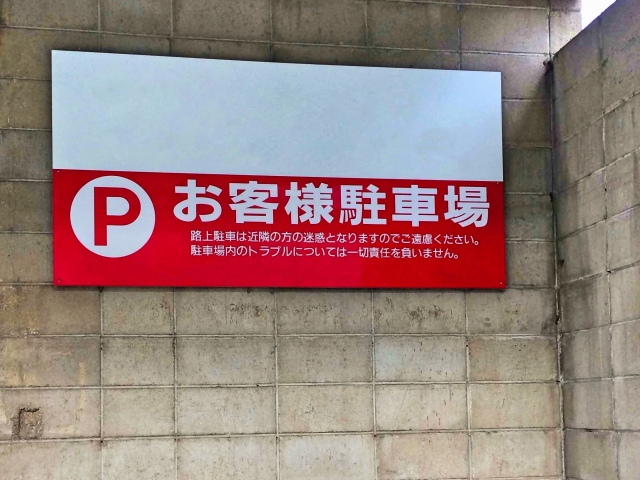 P
お客様駐車場
路上駐車は近隣の方の迷惑となりますのでご遠慮ください。
駐車場内のトラブルについては一切責任を負いません。